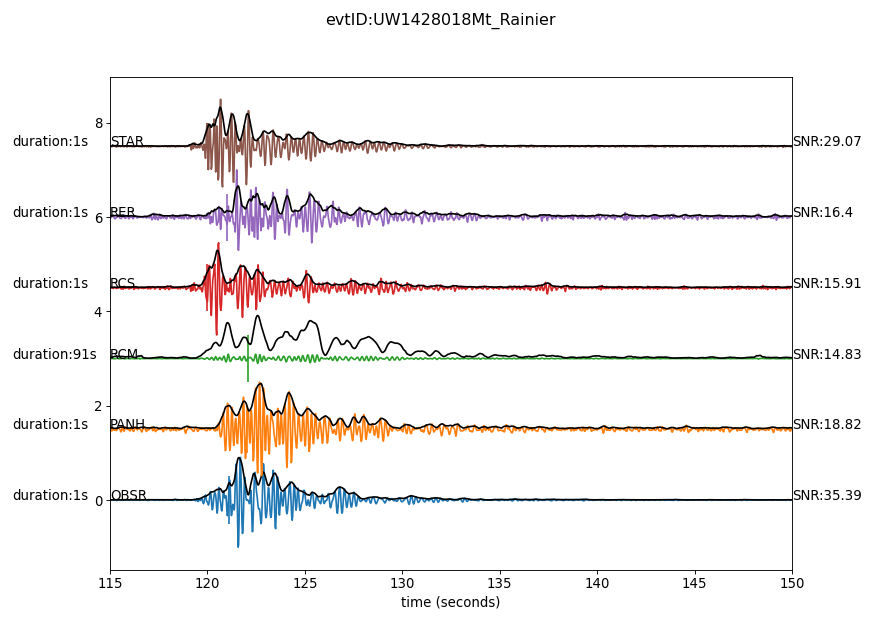 evtID:UW1428018Mt_Rainier
8
duration:1s STAR SNR:29.07
duration:1s RER SNR:16.4
6
duration:1s RCS SNR:15.91
4
duration:91s RCM SNR:14.83
2
duration:1s PANH SNR:18.82
duration:1s OBSR SNR:35.39
0
115 120 125 130 135 140 145 150
time (seconds)